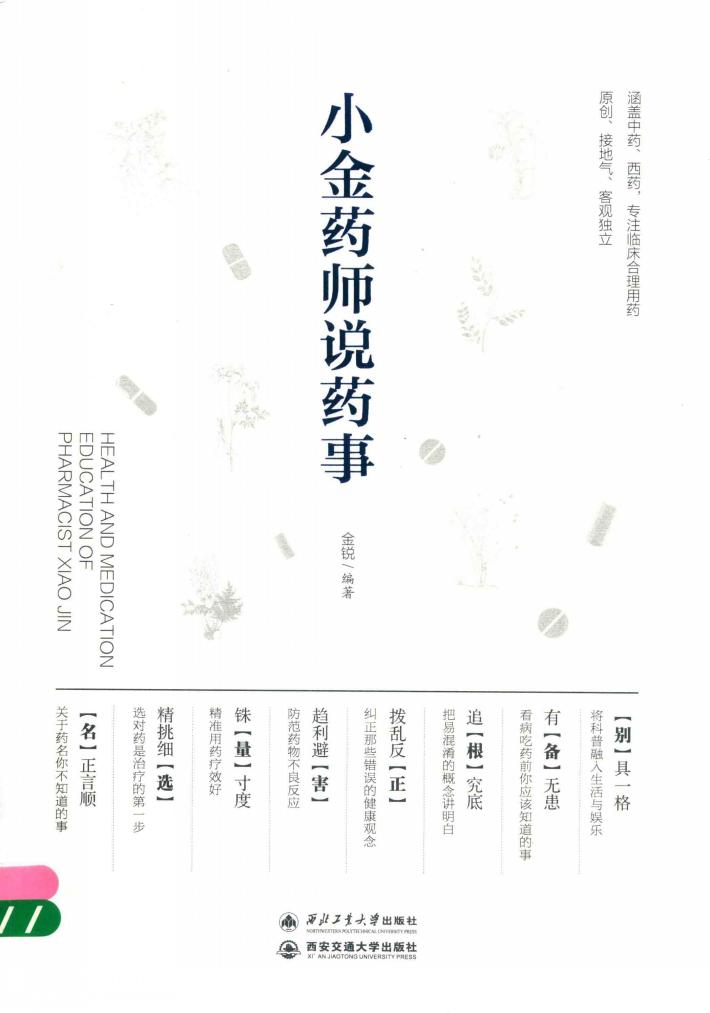 涵盖中药、西药，专注临床合理用药
原创、接地气、客观独立
小金药师说药事
金锐/编著
HEALTH AND MEDICATION
EDUCATION OF
PHARMACIST XIAO JIN
【别】具一格
将科普融入生活与娱乐
有【备】无患
看病吃药前你应该知道的事
追【根】究底
把易混淆的概念讲明白
拨乱反【正】
纠正那些错误的健康观念
趋利避【害】
防范药物不良反应
铢【量】寸度
精准用药疗效好
精挑细【选】
选对药是治疗的第一步
【名】正言顺
关于药名你不知道的事
西北工业大学出版社
NORTHWESTERN POLYTECHNICAL UNIVERSITY PRESS
西安交通大学出版社
XI'AN JIAOTONG UNIVERSITY PRESS